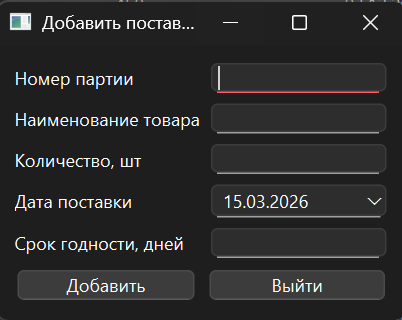 Добавить постав...
Номер партии
Наименование товара
Количество, шт
Дата поставки 15.03.2026
Срок годности, дней
Добавить Выйти